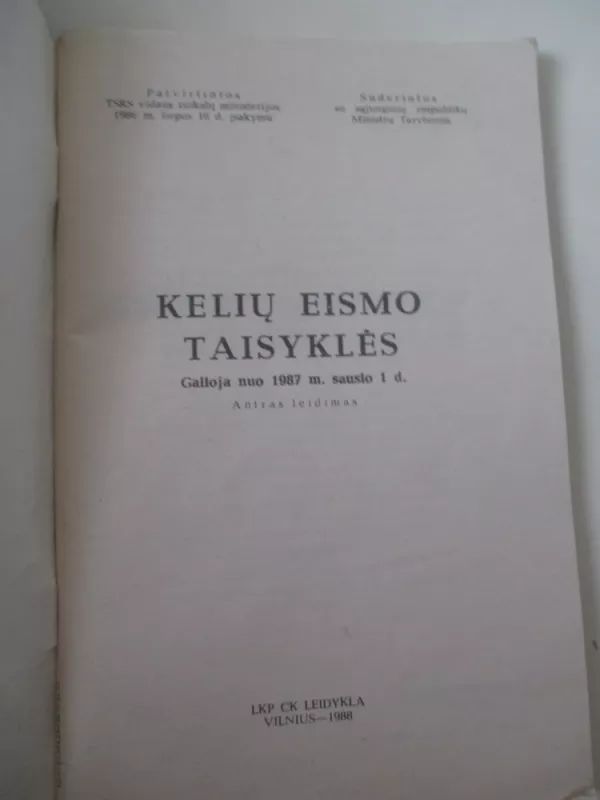 Patvirtintos
TSRS vidaus reikalų ministerijos
1986 m. liepos 16 d. įsakymu
Suderintos
su sąjunginių respublikų
Ministrų Tarybomis
KELIŲ EISMO
TAISYKLĖS
Galioja nuo 1987 m. sausio 1 d.
Antras leidimas
LKP CK LEIDYKLA
VILNIUS—1988